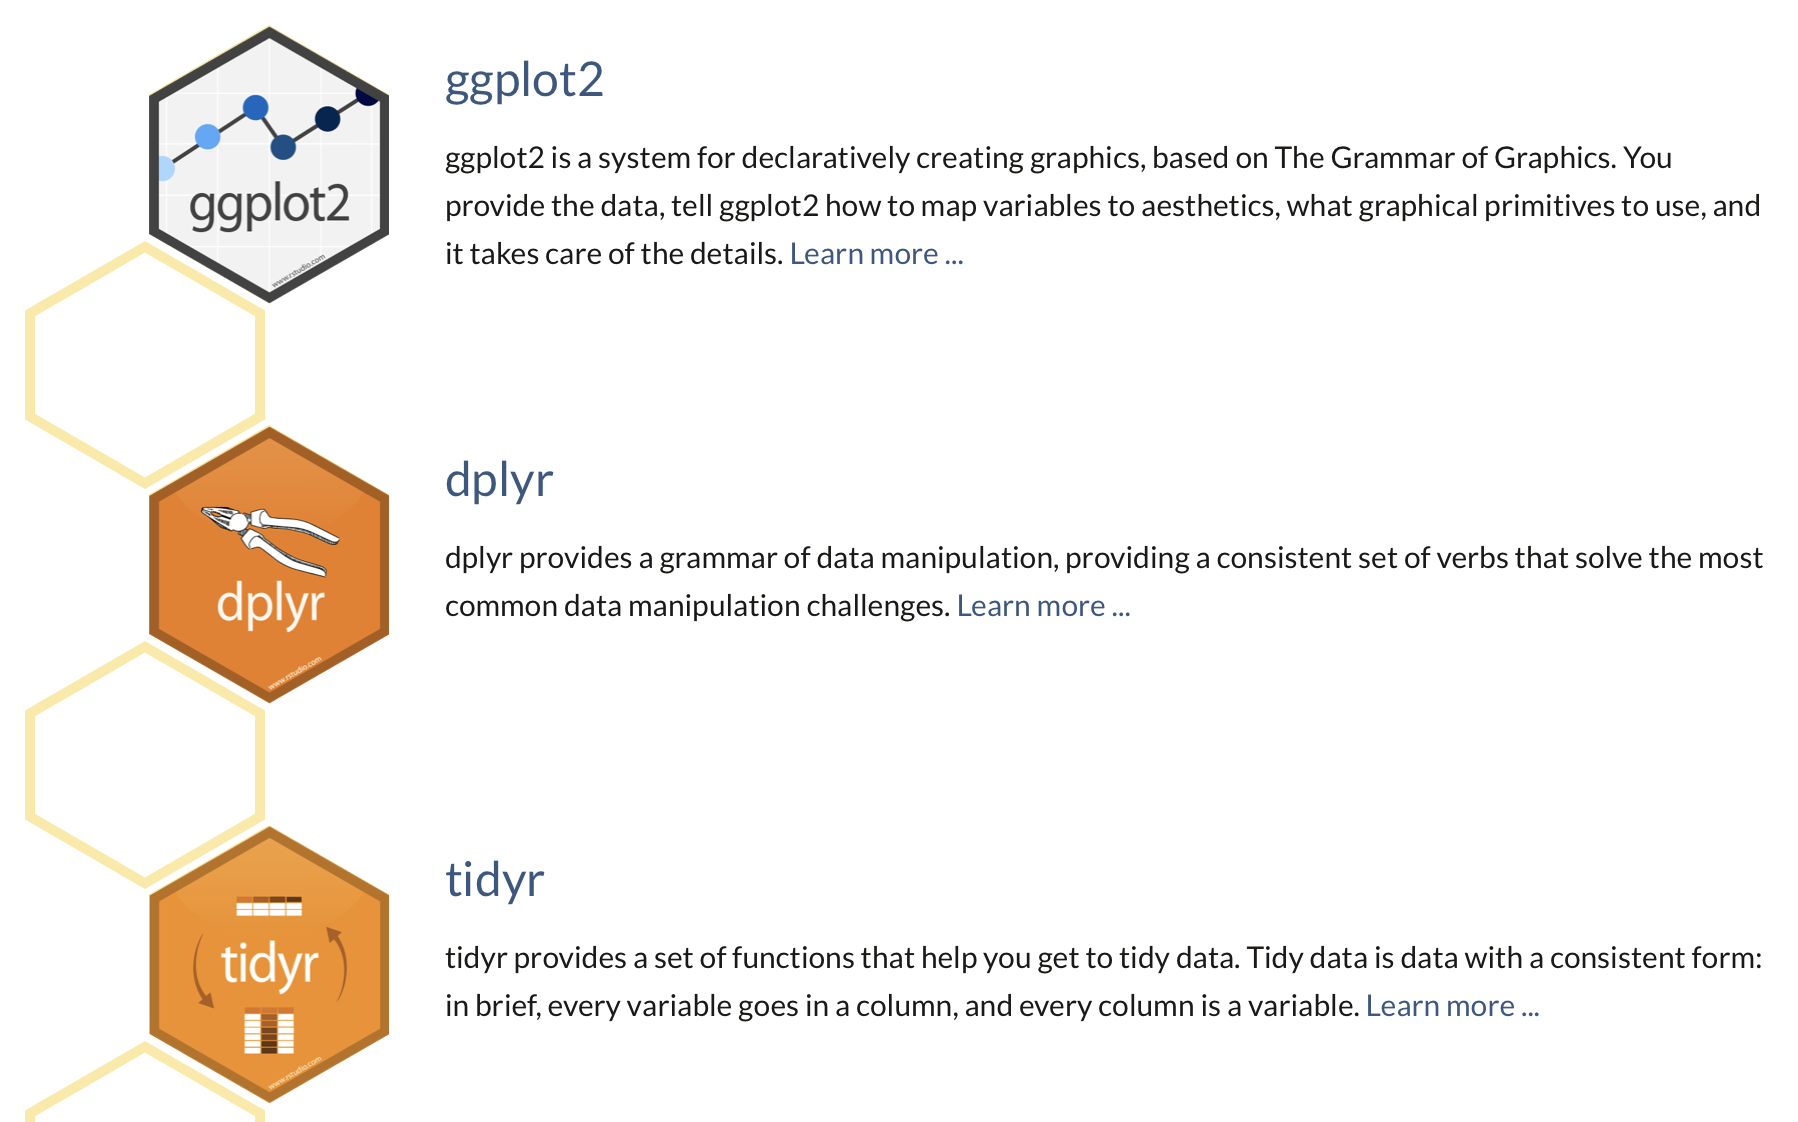 ggplot2
ggplot2
www.rstudio.com
ggplot2 is a system for declaratively creating graphics, based on The Grammar of Graphics. You
provide the data, tell ggplot2 how to map variables to aesthetics, what graphical primitives to use, and
it takes care of the details. Learn more ...
dplyr
dplyr
www.rstudio.com
dplyr provides a grammar of data manipulation, providing a consistent set of verbs that solve the most
common data manipulation challenges. Learn more ...
tidyr
tidyr
www.rstudio.com
tidyr provides a set of functions that help you get to tidy data. Tidy data is data with a consistent form:
in brief, every variable goes in a column, and every column is a variable. Learn more ...